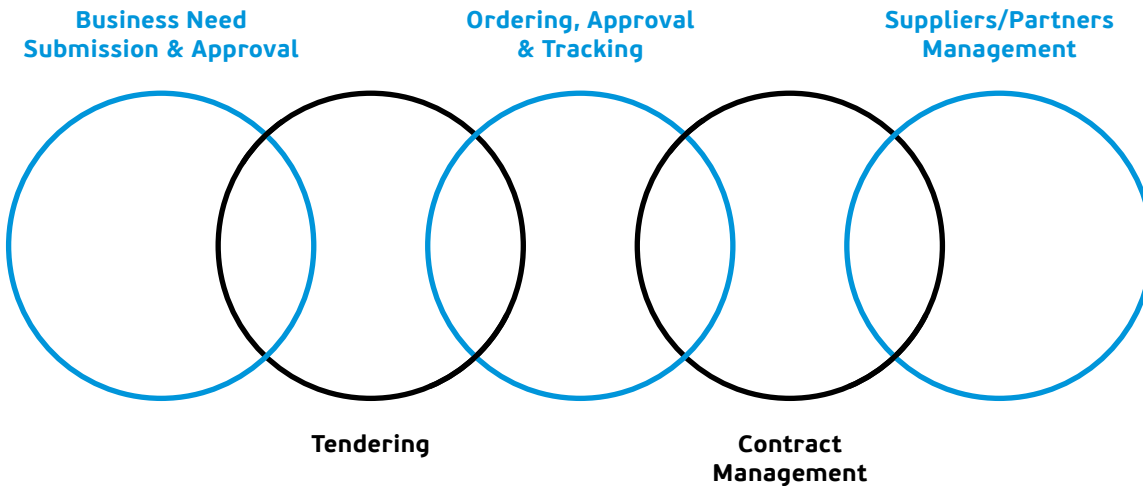 Business Need
Submission & Approval
Ordering, Approval
& Tracking
Suppliers/Partners
Management
Tendering
Contract
Management